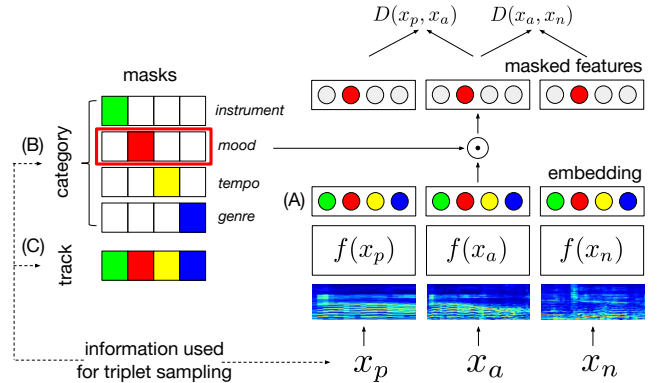 D(x_p, x_a) D(x_a, x_n)
masks
masked features
instrument
(B)
category
mood
tempo
genre
embedding
(A)
(C)
track
f(x_p) f(x_a) f(x_n)
information used
for triplet sampling
x_p x_a x_n